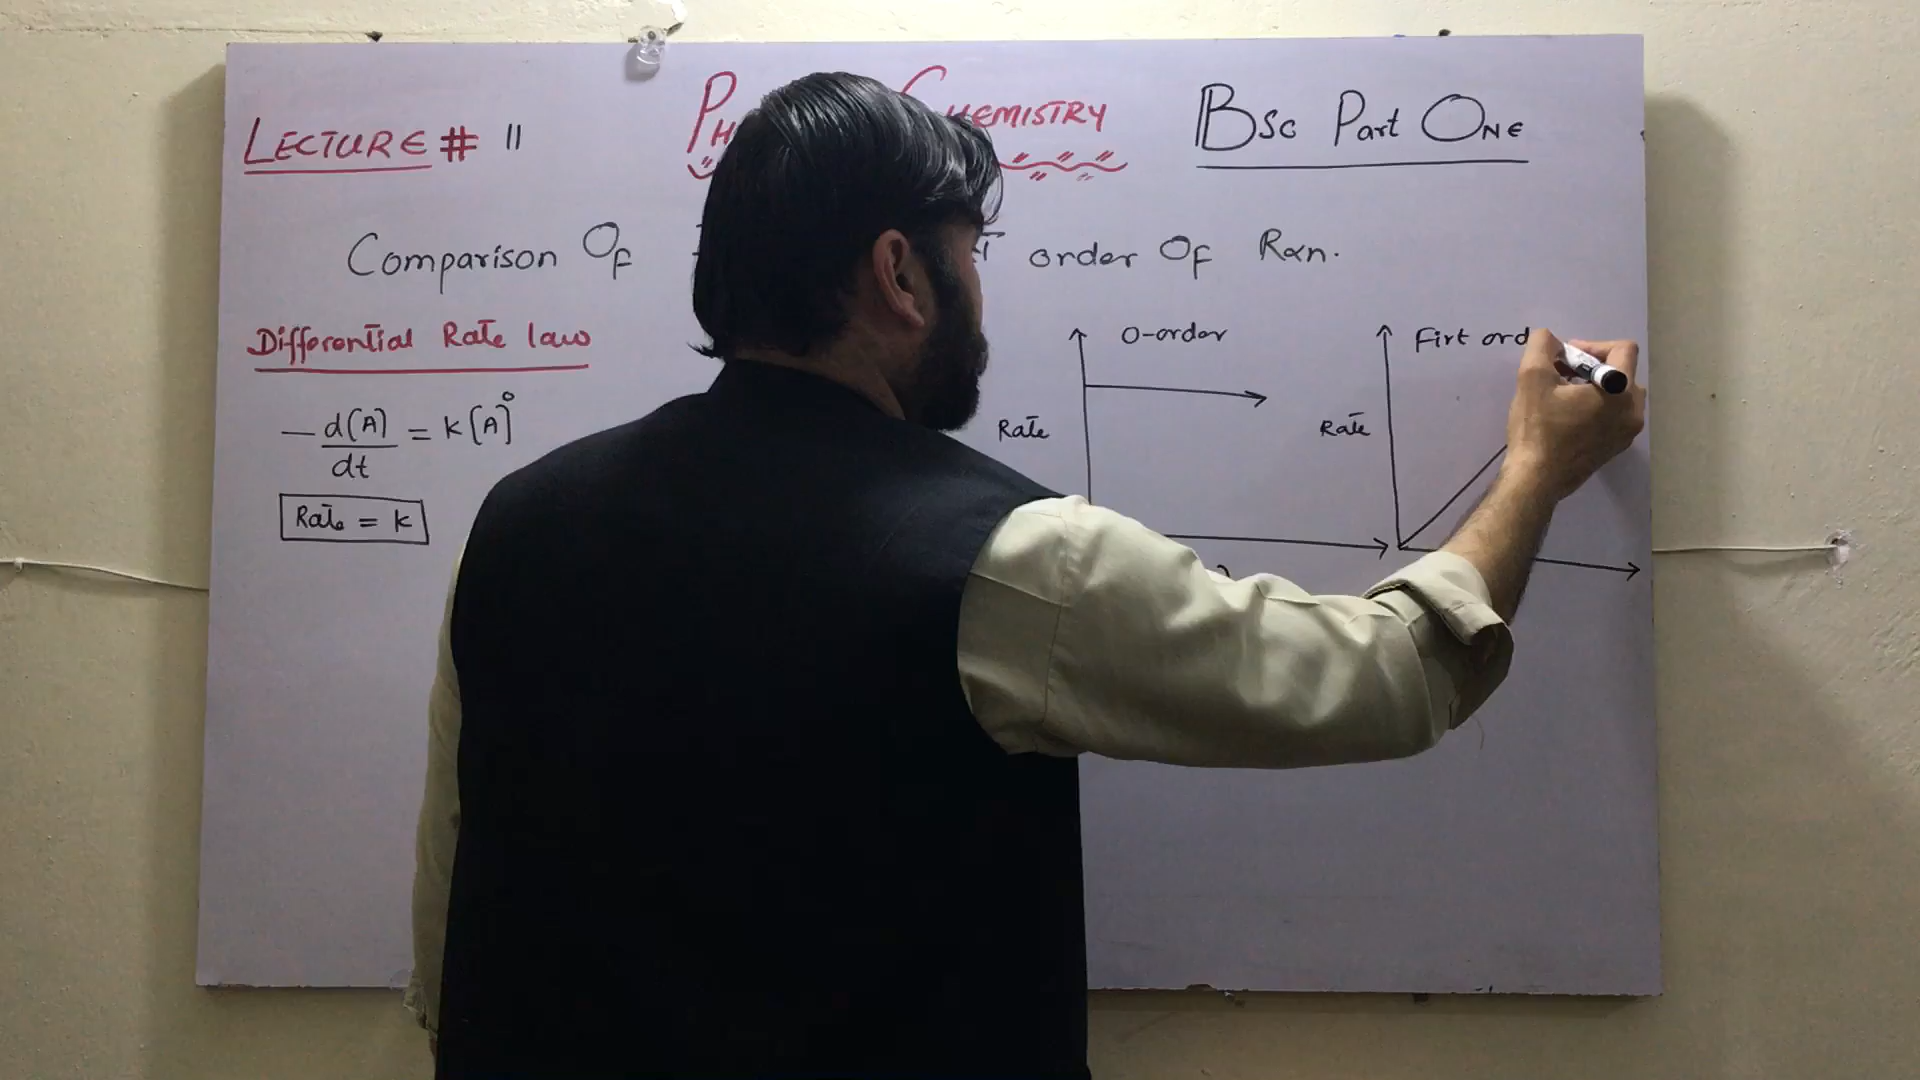 LECTURE # 11
CHEMISTRY
BSc Part ONE
Comparison Of
order Of Rxn.
Differential Rate law
- d[A]/dt = k[A]°
Rate = k
O-order
Rate
Firt ord
Rate